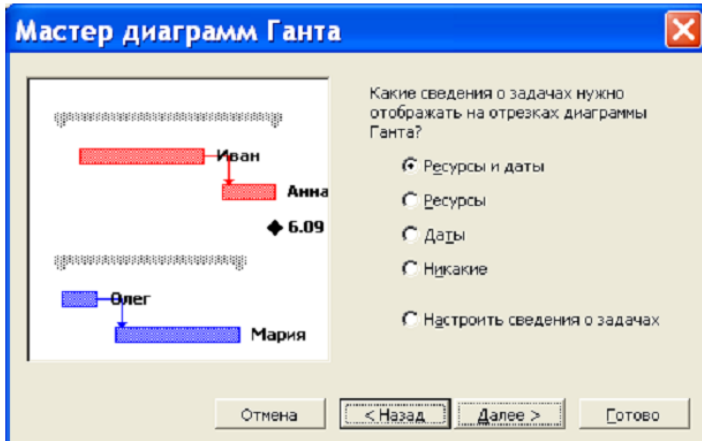 Мастер диаграмм Ганта
Какие сведения о задачах нужно
отображать на отрезках диаграммы
Ганта?
Ресурсы и даты
Ресурсы
Даты
Никакие
Настроить сведения о задачах
Иван
Анна
6.09
Олег
Мария
Отмена
< Назад
Далее >
Готово